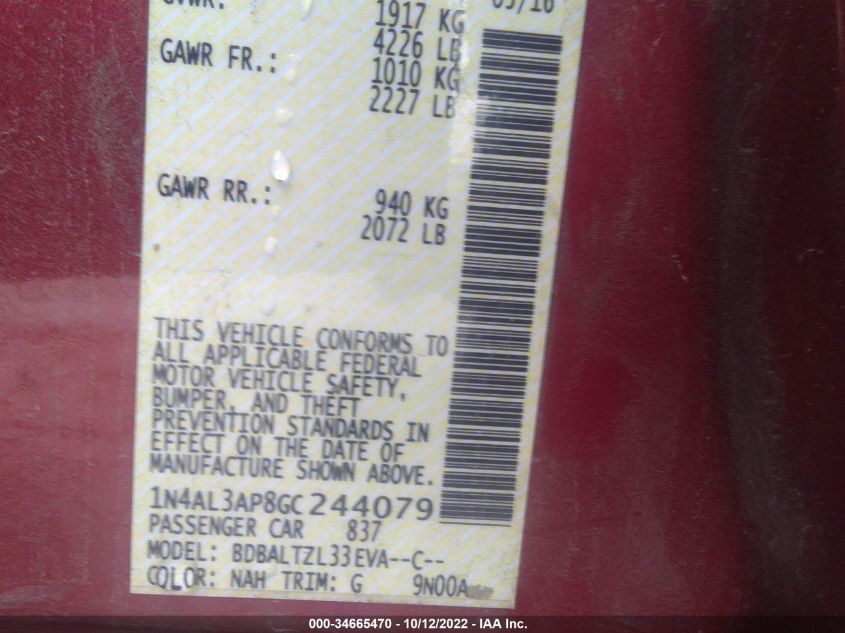 GVWR: 1917 KG
05/16
4226 LB
GAWR FR.: 1010 KG
2227 LB
GAWR RR.: 940 KG
2072 LB
THIS VEHICLE CONFORMS TO
ALL APPLICABLE FEDERAL
MOTOR VEHICLE SAFETY,
BUMPER, AND THEFT
PREVENTION STANDARDS IN
EFFECT ON THE DATE OF
MANUFACTURE SHOWN ABOVE.
1N4AL3AP8GC244079
PASSENGER CAR 837
MODEL: BDBALTZL33EVA--C--
COLOR: NAH TRIM: G 9N00A
000-34665470 - 10/12/2022 - IAA Inc.